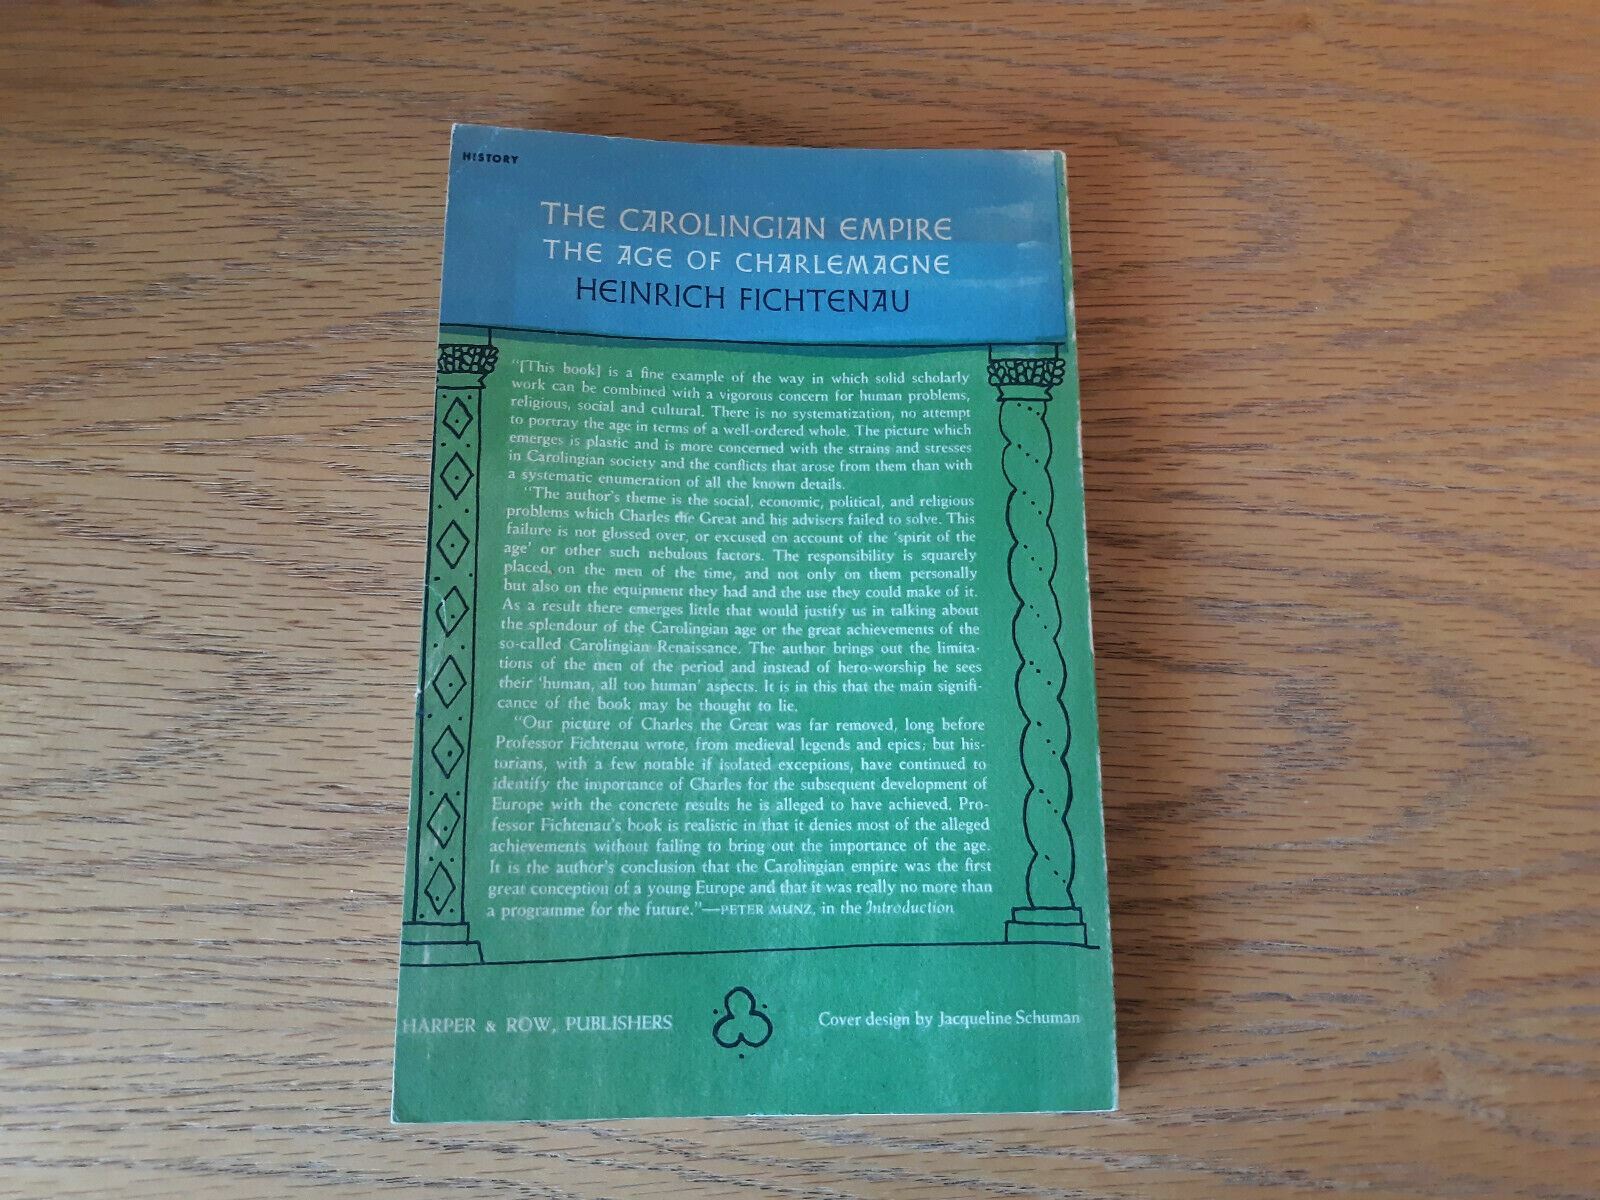 HISTORY
THE CAROLINGIAN EMPIRE
THE AGE OF CHARLEMAGNE
HEINRICH FICHTENAU
"[This book] is a fine example of the way in which solid scholarly
work can be combined with a vigorous concern for human problems,
religious, social and cultural. There is no systematization, no attempt
to portray the age in terms of a well-ordered whole. The picture which
emerges is plastic and is more concerned with the strains and stresses
in Carolingian society and the conflicts that arose from them than with
a systematic enumeration of all the known details.
"The author's theme is the social, economic, political, and religious
problems which Charles the Great and his advisers failed to solve. This
failure is not glossed over, or excused on account of the 'spirit of the
age' or other such nebulous factors. The responsibility is squarely
placed on the men of the time, and not only on them personally
but also on the equipment they had and the use they could make of it.
As a result there emerges little that would justify us in talking about
the splendour of the Carolingian age or the great achievements of the
so-called Carolingian Renaissance. The author brings out the limita-
tions of the men of the period and instead of hero-worship he sees
their 'human, all too human' aspects. It is in this that the main signifi-
cance of the book may be thought to lie.
"Our picture of Charles the Great was far removed, long before
Professor Fichtenau wrote, from medieval legends and epics; but his-
torians, with a few notable if isolated exceptions, have continued to
identify the importance of Charles for the subsequent development of
Europe with the concrete results he is alleged to have achieved. Pro-
fessor Fichtenau's book is realistic in that it denies most of the alleged
achievements without failing to bring out the importance of the age.
It is the author's conclusion that the Carolingian empire was the first
great conception of a young Europe and that it was really no more than
a programme for the future."—PETER MUNZ, in the Introduction
HARPER & ROW, PUBLISHERS
Cover design by Jacqueline Schuman